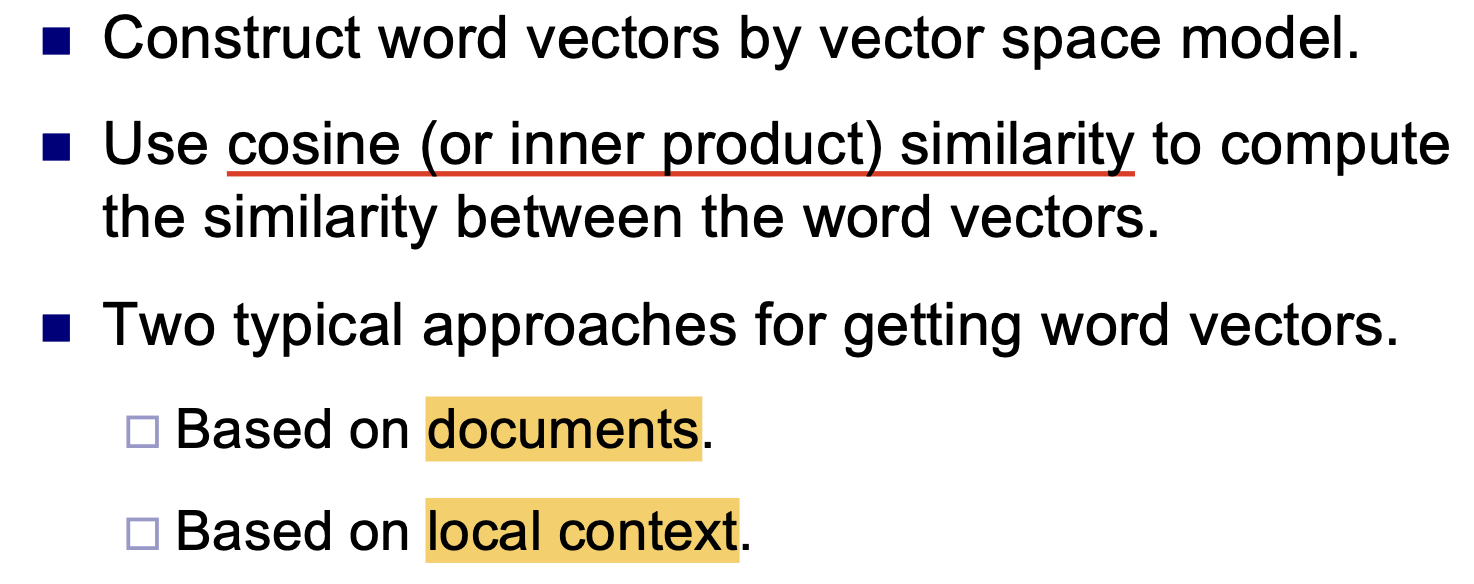 Construct word vectors by vector space model.
Use cosine (or inner product) similarity to compute
the similarity between the word vectors.
Two typical approaches for getting word vectors.
Based on documents.
Based on local context.